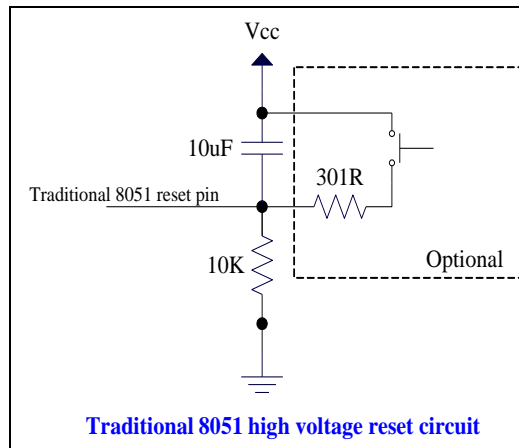 Vcc
10uF
301R
Traditional 8051 reset pin
10K
Optional
Traditional 8051 high voltage reset circuit